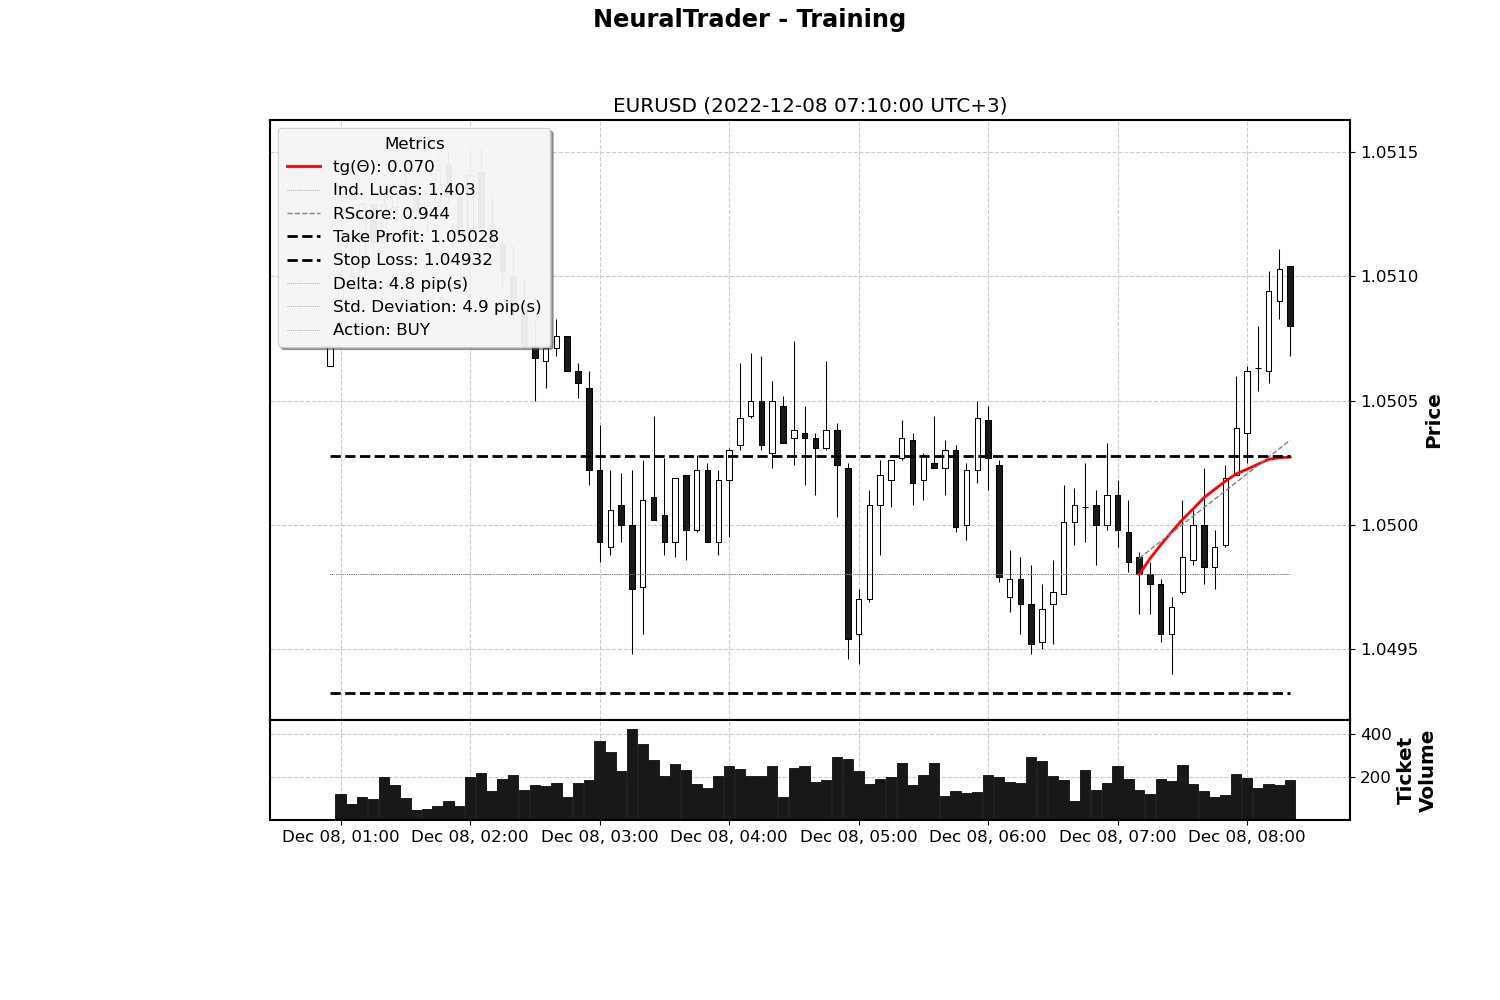 NeuralTrader - Training
EURUSD (2022-12-08 07:10:00 UTC+3)
Metrics
tg(Θ): 0.070
Ind. Lucas: 1.403
RScore: 0.944
Take Profit: 1.05028
Stop Loss: 1.04932
Delta: 4.8 pip(s)
Std. Deviation: 4.9 pip(s)
Action: BUY
1.0515
1.0510
1.0505
1.0500
1.0495
Price
400
200
Ticket
Volume
Dec 08, 01:00 Dec 08, 02:00 Dec 08, 03:00 Dec 08, 04:00 Dec 08, 05:00 Dec 08, 06:00 Dec 08, 07:00 Dec 08, 08:00